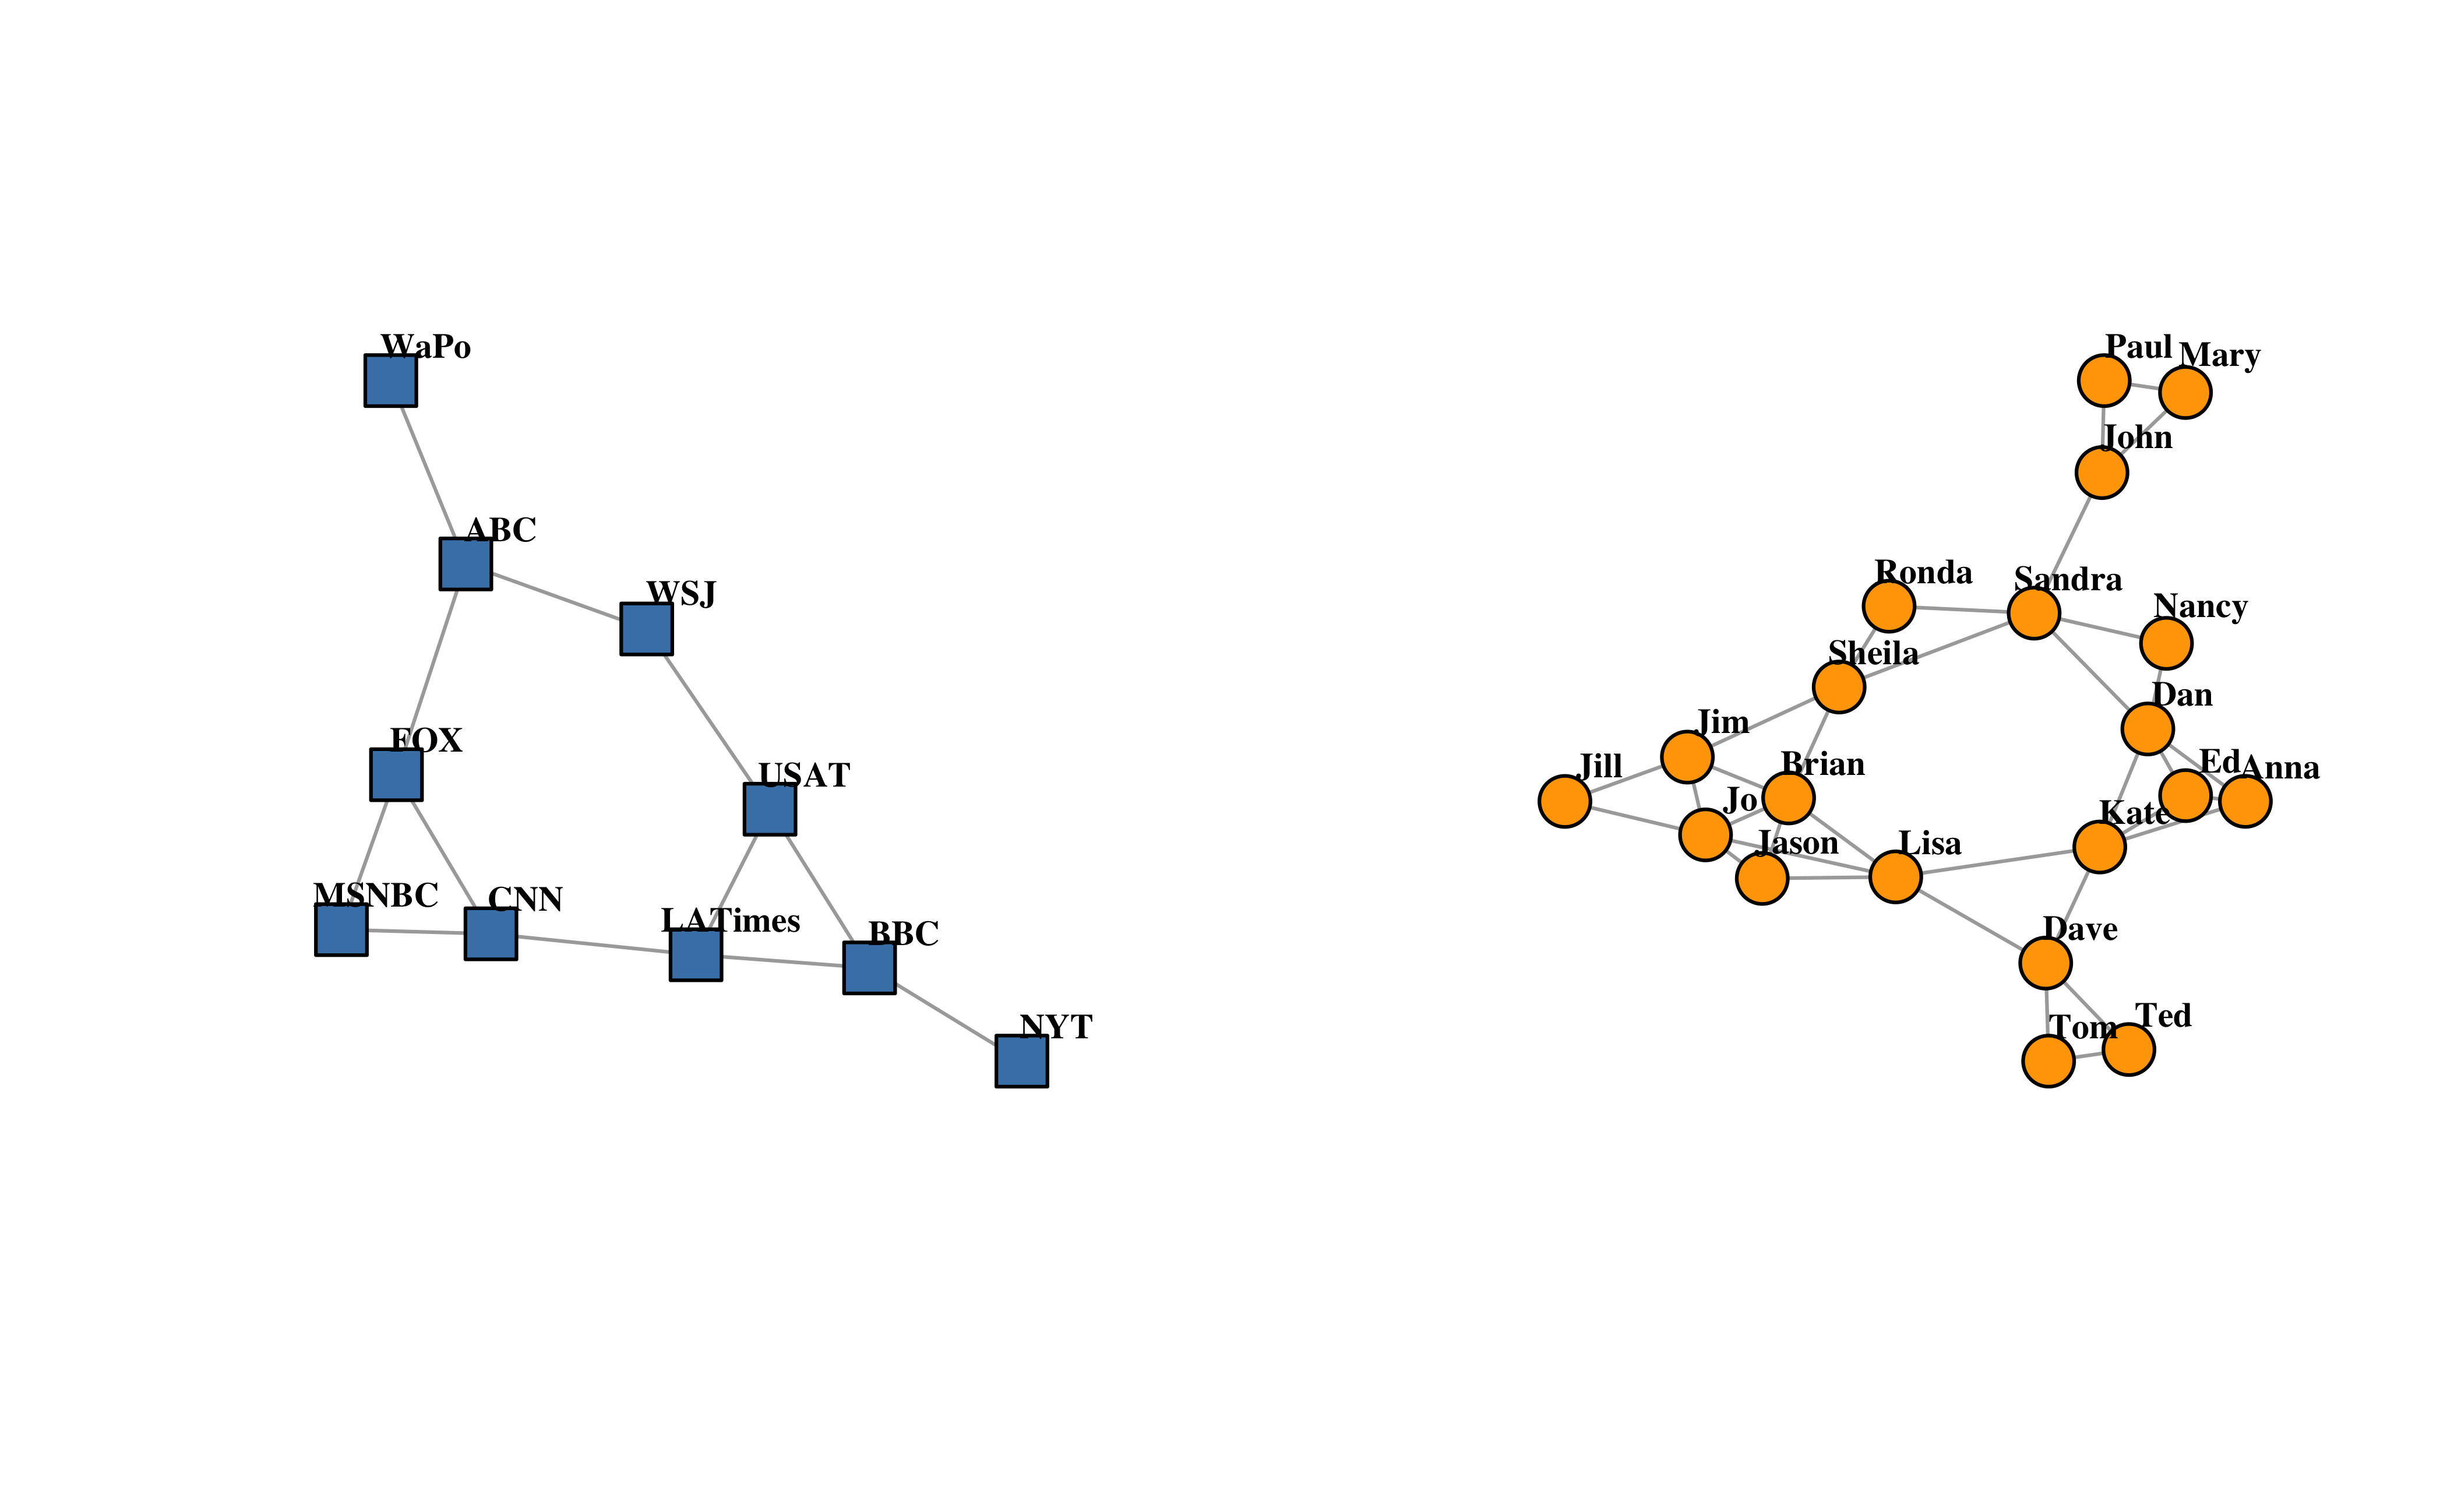 WaPo
ABC
WSJ
FOX
USAT
MSNBC
CNN
LATimes
BBC
NYT
Paul
Mary
John
Ronda
Sandra
Nancy
Sheila
Dan
Jim
Jill
Brian
Ed
Anna
Jo
Kate
Jason
Lisa
Dave
Tom
Ted